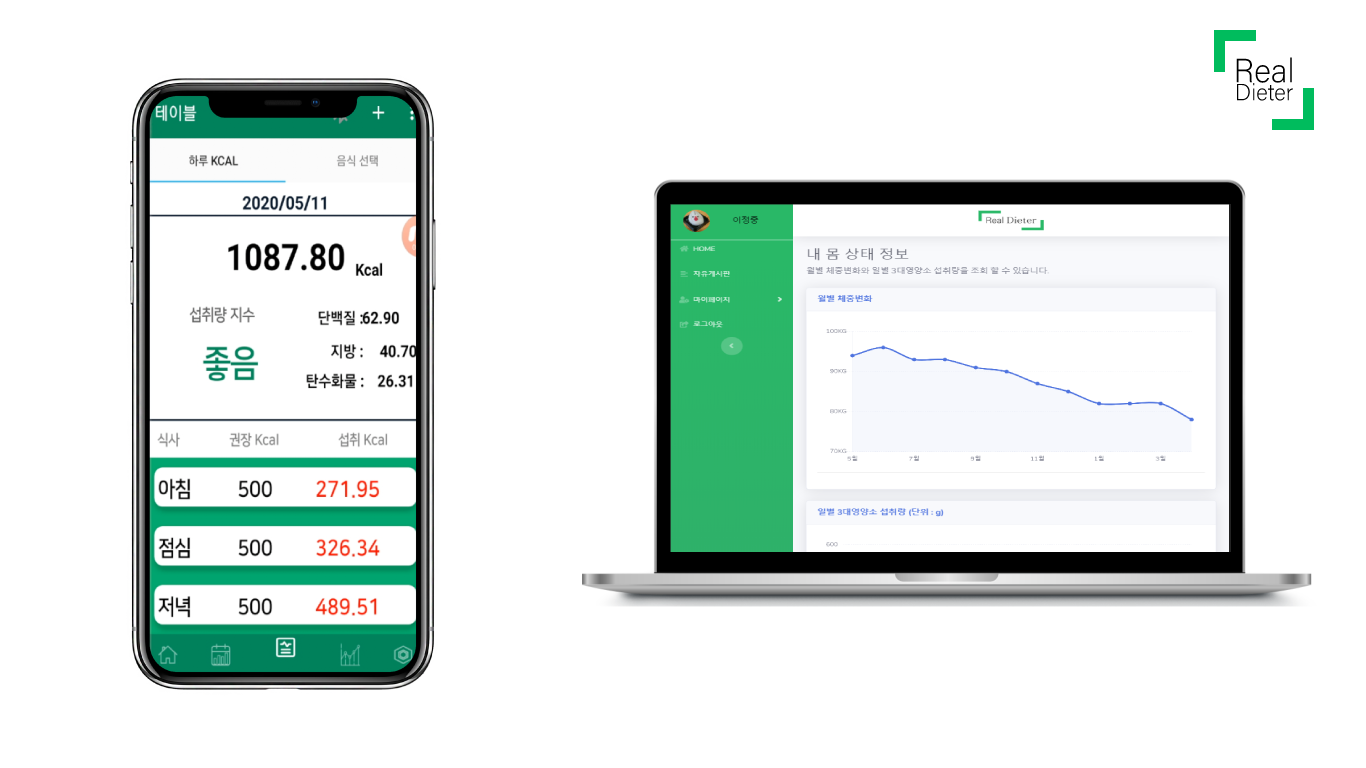 Real
Dieter
테이블
+
하루 KCAL
음식 선택
2020/05/11
1087.80 Kcal
섭취량 지수
좋음
단백질 :62.90
지방 : 40.70
탄수화물 : 26.31
식사 권장 Kcal 섭취 Kcal
아침 500 271.95
점심 500 326.34
저녁 500 489.51
이정중
Real Dieter
HOME
자유게시판
마이페이지
로그아웃
내 몸 상태 정보
월별 체중변화와 일별 3대영양소 섭취량을 조회 할 수 있습니다.
월별 체중변화
100KG
90KG
80KG
70KG
5월 7월 9월 11월 1월 3월
일별 3대영양소 섭취량 (단위 : g)
600